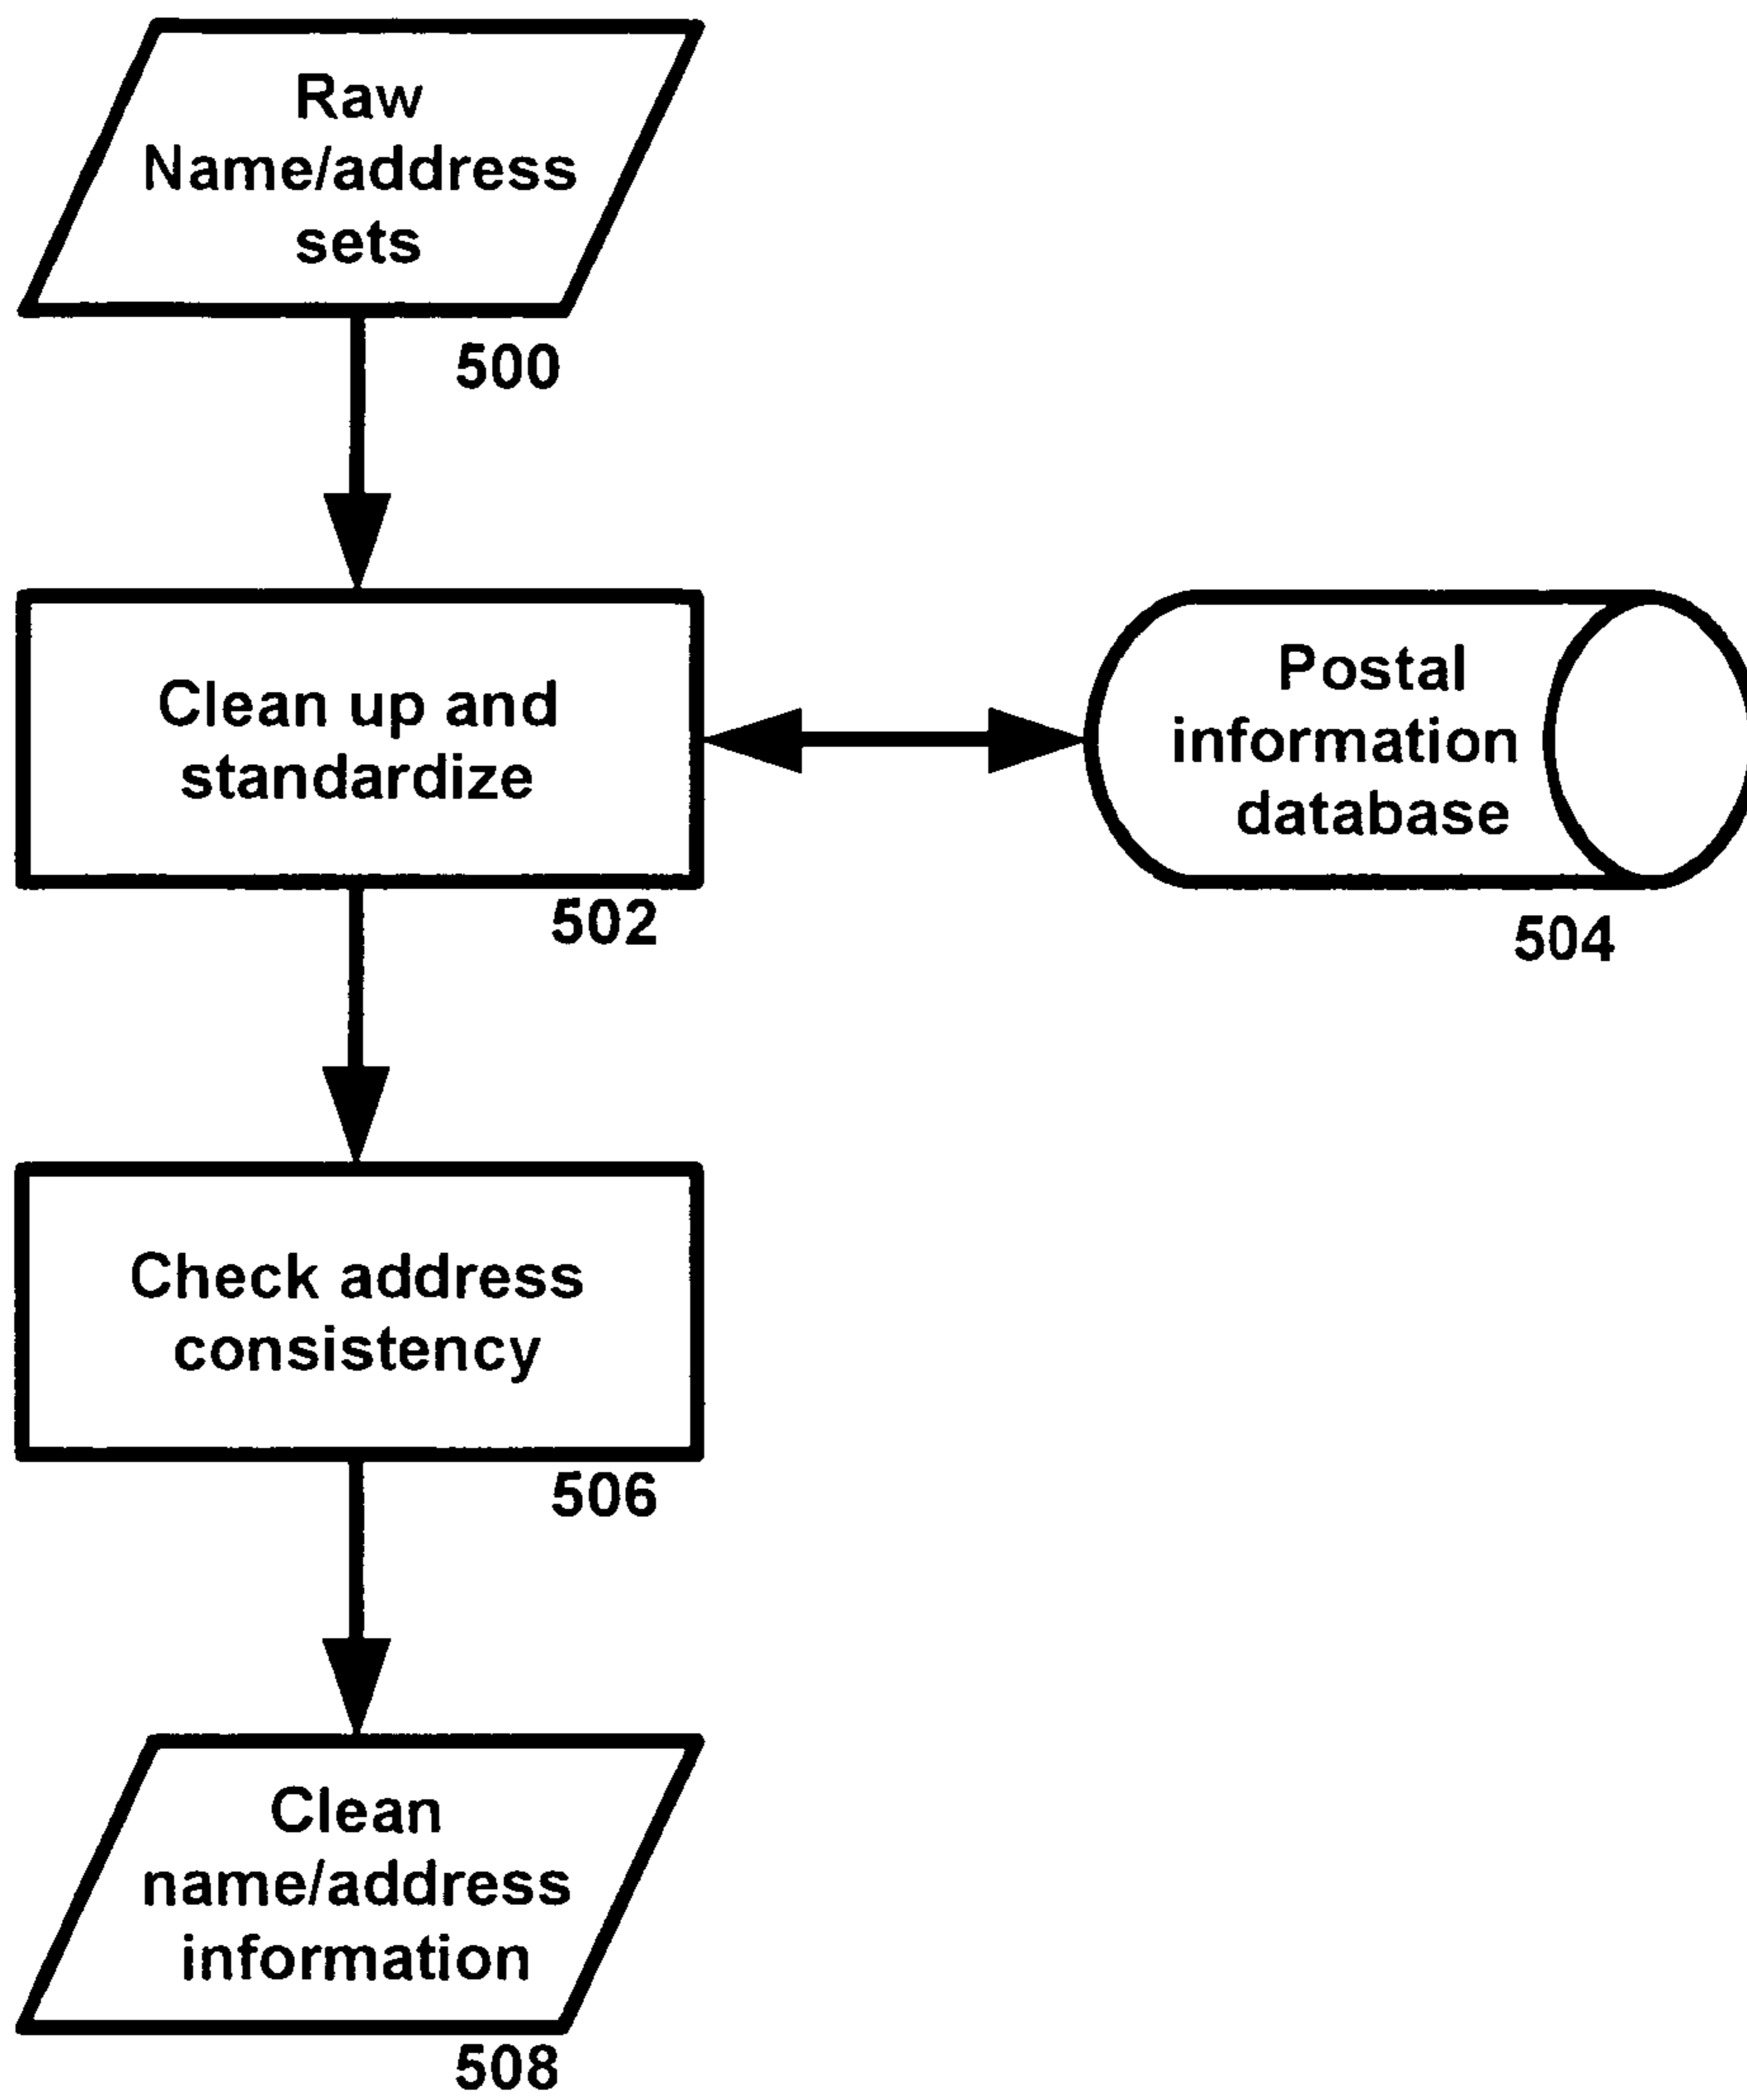 Raw
Name/address
sets
500
Clean up and
standardize
502
Postal
information
database
504
Check address
consistency
506
Clean
name/address
information
508